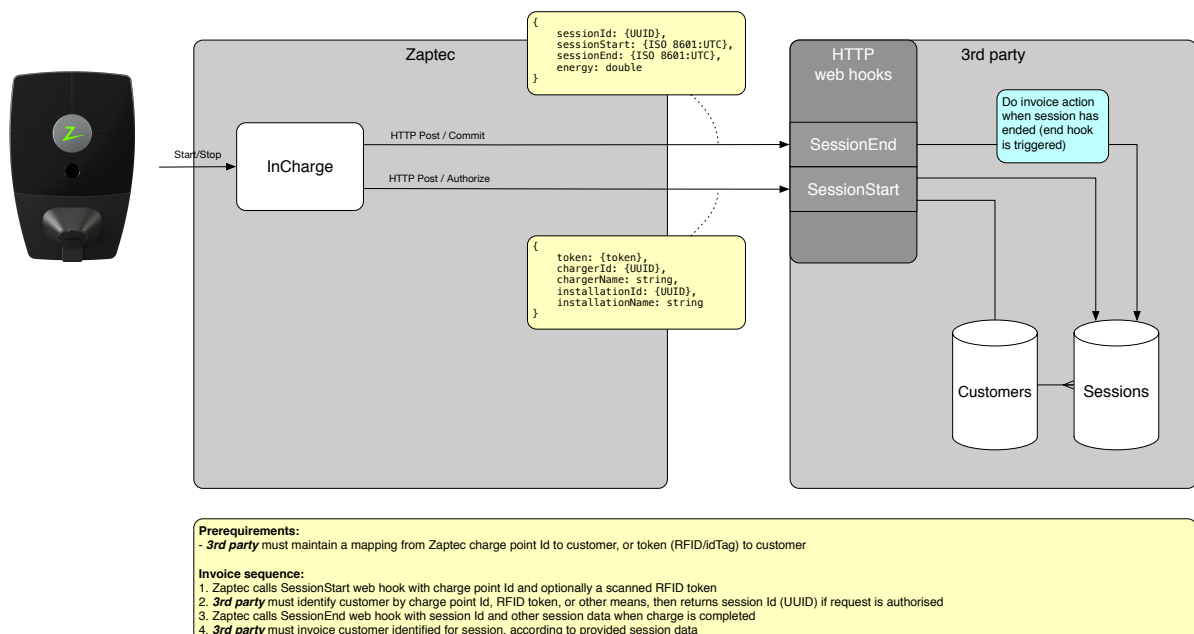 {
sessionId: {UUID},
sessionStart: {ISO 8601:UTC},
sessionEnd: {ISO 8601:UTC},
energy: double
}
Zaptec
HTTP
web hooks
3rd party
Do invoice action
when session has
ended (end hook
is triggered)
HTTP Post / Commit
SessionEnd
Start/Stop
InCharge
HTTP Post / Authorize
SessionStart
{
token: {token},
chargerId: {UUID},
chargerName: string,
installationId: {UUID},
installationName: string
}
Customers
Sessions
Prerequirements:
- 3rd party must maintain a mapping from Zaptec charge point Id to customer, or token (RFID/idTag) to customer
Invoice sequence:
1. Zaptec calls SessionStart web hook with charge point Id and optionally a scanned RFID token
2. 3rd party must identify customer by charge point Id, RFID token, or other means, then returns session Id (UUID) if request is authorised
3. Zaptec calls SessionEnd web hook with session Id and other session data when charge is completed
4. 3rd party must invoice customer identified for session, according to provided session data